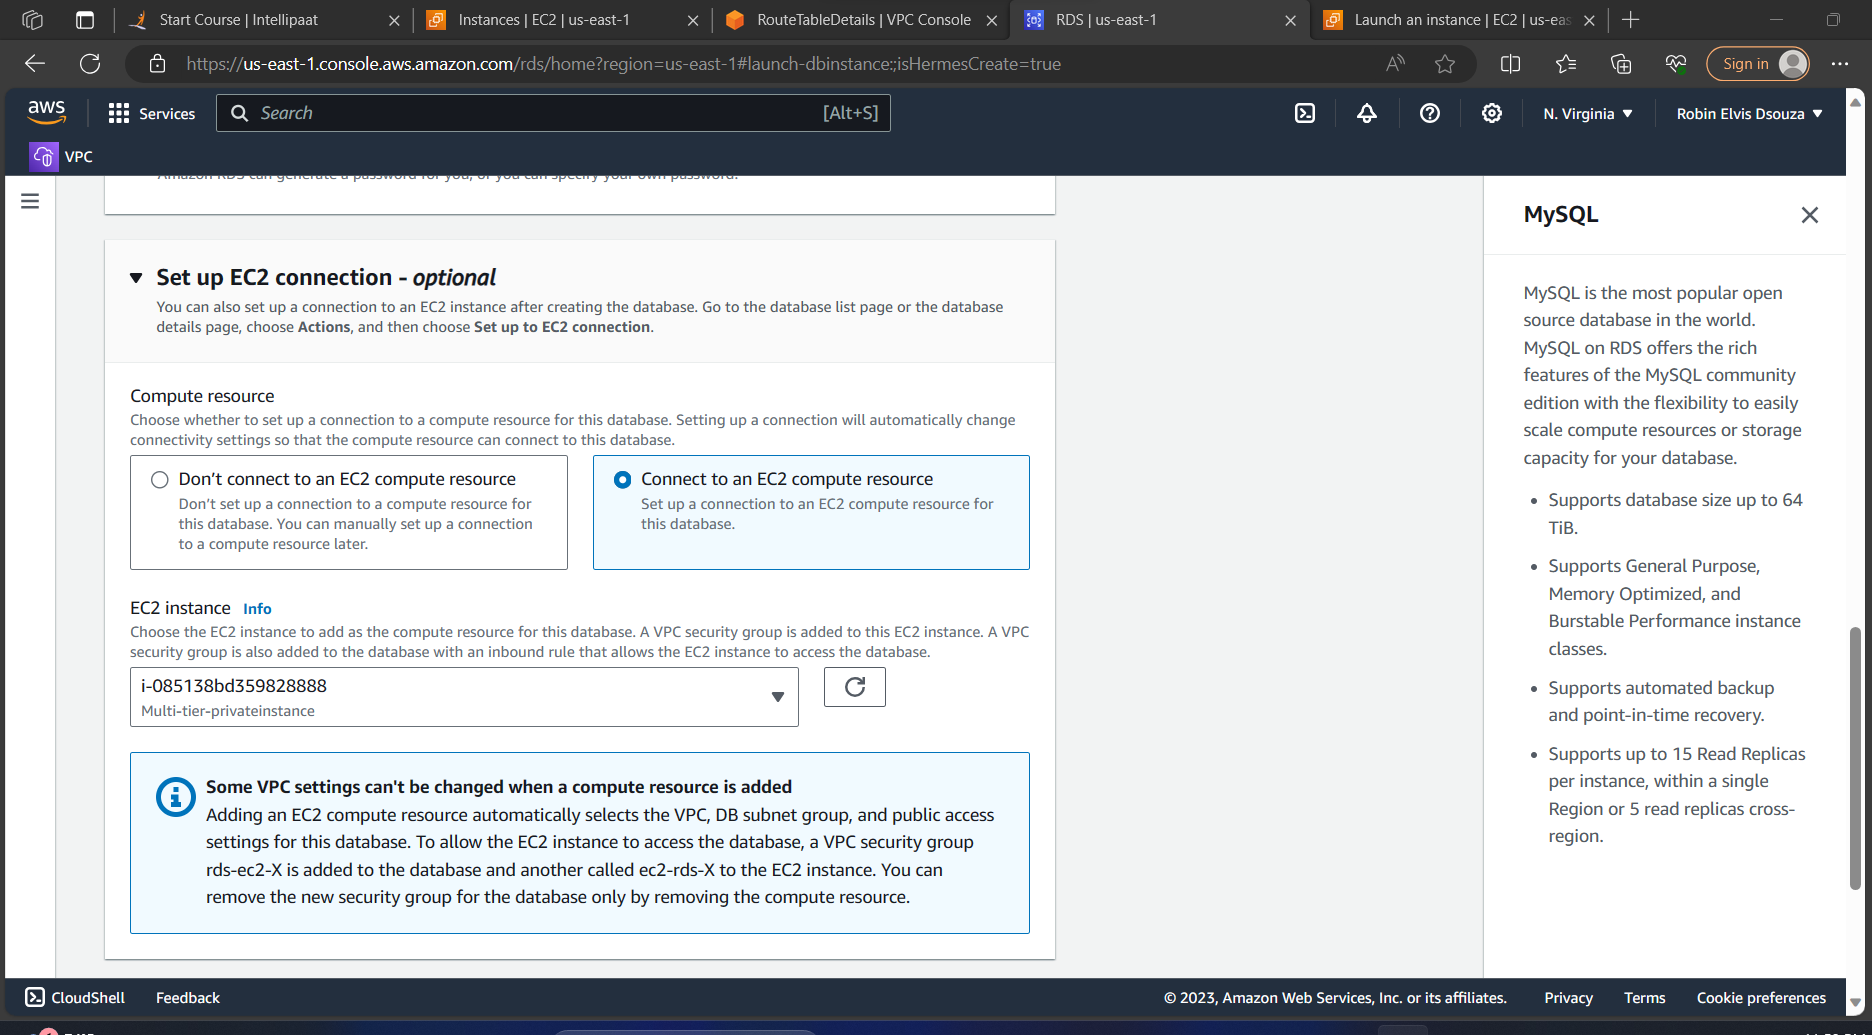 Start Course | Intellipaat
Instances | EC2 | us-east-1
RouteTableDetails | VPC Console
RDS | us-east-1
Launch an instance | EC2 | us-eas
https://us-east-1.console.aws.amazon.com/rds/home?region=us-east-1#launch-dbinstance:;isHermesCreate=true
Sign in
aws
Services
Search
[Alt+S]
N. Virginia
Robin Elvis Dsouza
VPC
Amazon RDS can generate a password for you, or you can specify your own password.
Set up EC2 connection - optional
You can also set up a connection to an EC2 instance after creating the database. Go to the database list page or the database
details page, choose Actions, and then choose Set up to EC2 connection.
Compute resource
Choose whether to set up a connection to a compute resource for this database. Setting up a connection will automatically change
connectivity settings so that the compute resource can connect to this database.
Don’t connect to an EC2 compute resource
Don’t set up a connection to a compute resource for
this database. You can manually set up a connection
to a compute resource later.
Connect to an EC2 compute resource
Set up a connection to an EC2 compute resource for
this database.
EC2 instance Info
Choose the EC2 instance to add as the compute resource for this database. A VPC security group is added to this EC2 instance. A VPC
security group is also added to the database with an inbound rule that allows the EC2 instance to access the database.
i-085138bd359828888
Multi-tier-privateinstance
Some VPC settings can't be changed when a compute resource is added
Adding an EC2 compute resource automatically selects the VPC, DB subnet group, and public access
settings for this database. To allow the EC2 instance to access the database, a VPC security group
rds-ec2-X is added to the database and another called ec2-rds-X to the EC2 instance. You can
remove the new security group for the database only by removing the compute resource.
MySQL
MySQL is the most popular open
source database in the world.
MySQL on RDS offers the rich
features of the MySQL community
edition with the flexibility to easily
scale compute resources or storage
capacity for your database.
• Supports database size up to 64
TiB.
• Supports General Purpose,
Memory Optimized, and
Burstable Performance instance
classes.
• Supports automated backup
and point-in-time recovery.
• Supports up to 15 Read Replicas
per instance, within a single
Region or 5 read replicas cross-
region.
CloudShell
Feedback
© 2023, Amazon Web Services, Inc. or its affiliates.
Privacy
Terms
Cookie preferences